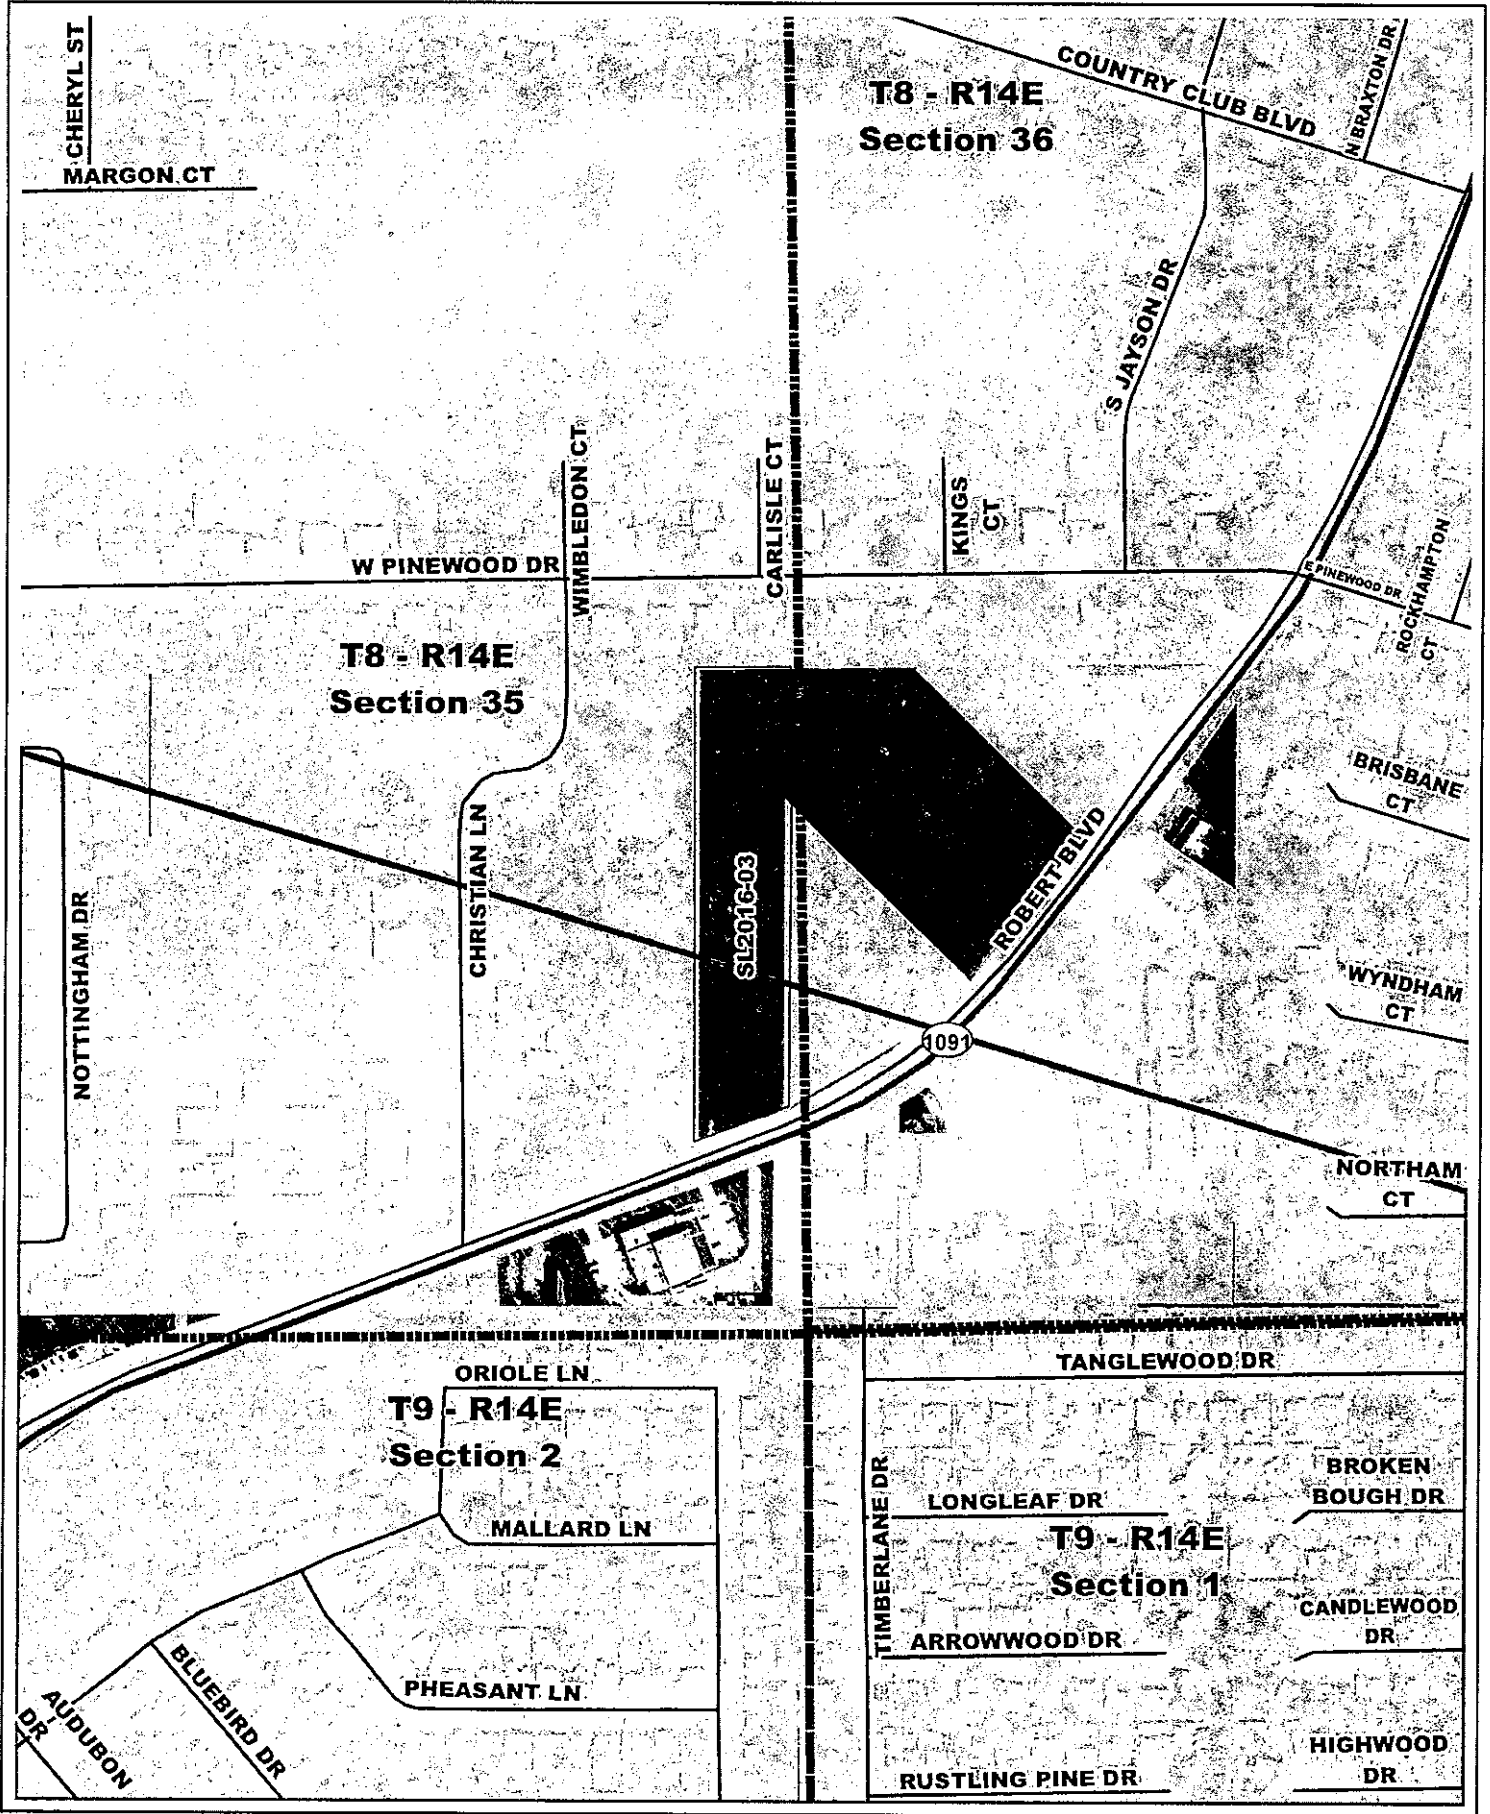 CHERYL ST
MARGON CT
T8 - R14E
Section 36
COUNTRY CLUB BLVD
N BRAXTON DR
S JAYSON DR
WIMBLEDON CT
CARLISLE CT
KINGS
CT
W PINEWOOD DR
E PINEWOOD DR
ROCKHAMPTON
CT
T8 - R14E
Section 35
BRISBANE
CT
CHRISTIAN LN
NOTTINGHAM DR
SL2016-03
ROBERT BLVD
WYNDHAM
CT
1091
NORTHAM
CT
ORIOLE LN
TANGLEWOOD DR
T9 - R14E
Section 2
MALLARD LN
TIMBERLANE DR
LONGLEAF DR
BROKEN
BOUGH DR
T9 - R14E
Section 1
CANDLEWOOD
DR
ARROWWOOD DR
BLUEBIRD DR
PHEASANT LN
AUDUBON
DR
HIGHWOOD
DR
RUSTLING PINE DR